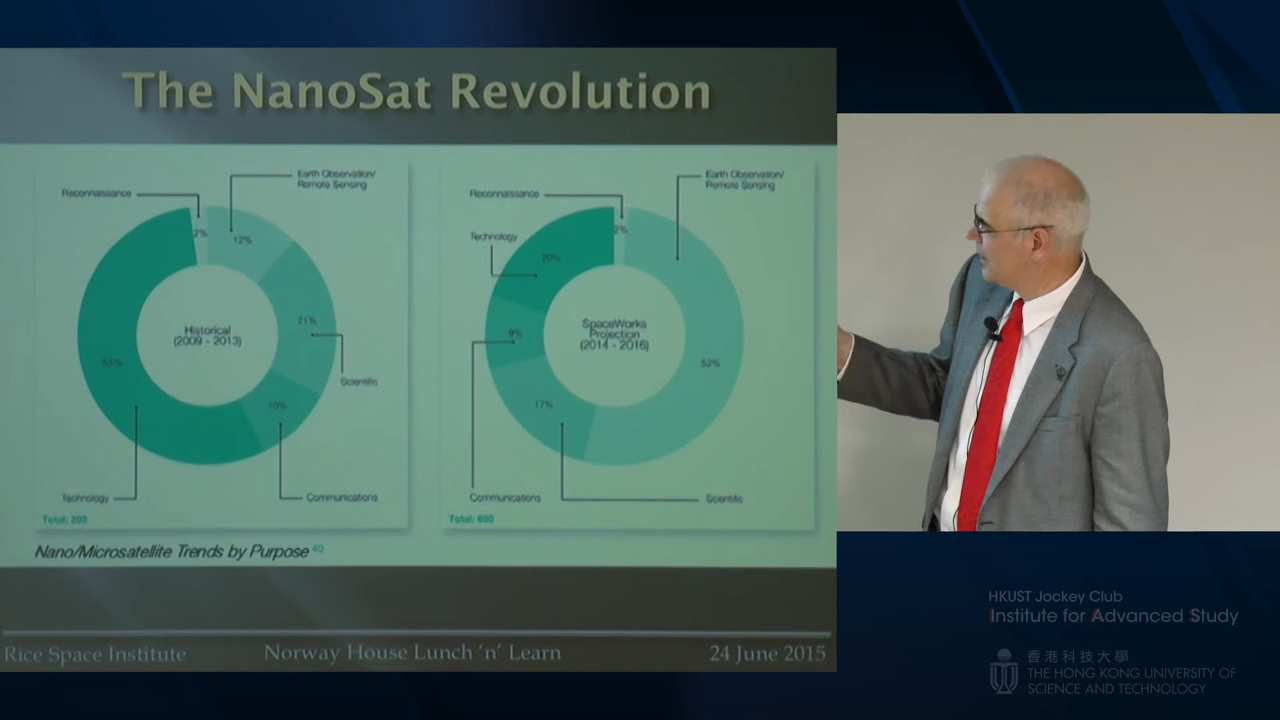 The NanoSat Revolution
Reconnaissance
Earth Observation/
Remote Sensing
2%
12%
21%
Historical
(2009 - 2013)
Scientific
10%
Technology
Communications
Total: 202
Reconnaissance
Earth Observation/
Remote Sensing
Technology
2%
20%
9%
SpaceWorks
Projection
(2014 - 2016)
52%
17%
Communications
Scientific
Total: 650
Nano/Microsatellite Trends by Purpose 40
Rice Space Institute
Norway House Lunch 'n' Learn
24 June 2015
HKUST Jockey Club
Institute for Advanced Study
香港科技大學
THE HONG KONG UNIVERSITY OF
SCIENCE AND TECHNOLOGY